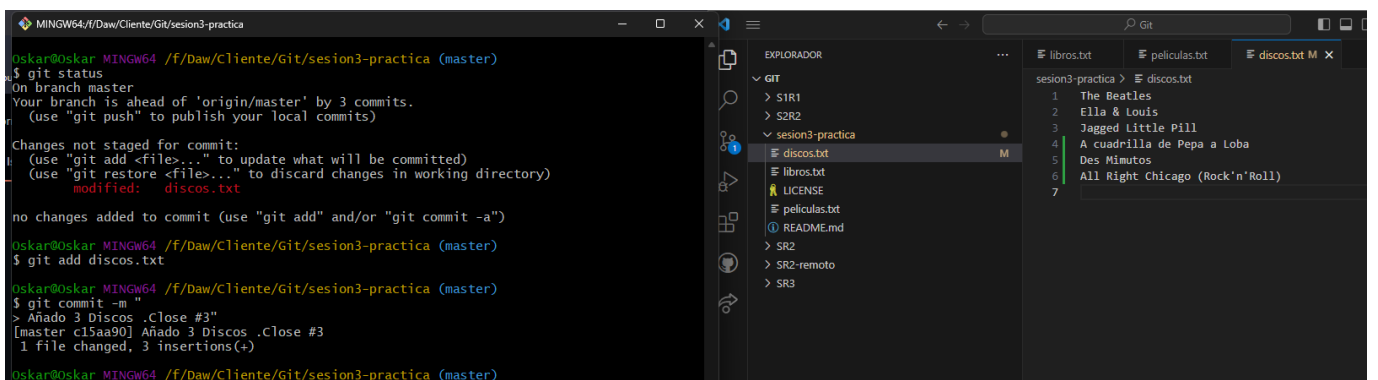 MINGW64:/f/Daw/Cliente/Git/sesion3-practica
Oskar@Oskar MINGW64 /f/Daw/Cliente/Git/sesion3-practica (master)
$ git status
On branch master
Your branch is ahead of 'origin/master' by 3 commits.
(use "git push" to publish your local commits)
Changes not staged for commit:
(use "git add <file>..." to update what will be committed)
(use "git restore <file>..." to discard changes in working directory)
modified: discos.txt
no changes added to commit (use "git add" and/or "git commit -a")
Oskar@Oskar MINGW64 /f/Daw/Cliente/Git/sesion3-practica (master)
$ git add discos.txt
Oskar@Oskar MINGW64 /f/Daw/Cliente/Git/sesion3-practica (master)
$ git commit -m "
> Añado 3 Discos .Close #3"
[master c15aa90] Añado 3 Discos .Close #3
1 file changed, 3 insertions(+)
Oskar@Oskar MINGW64 /f/Daw/Cliente/Git/sesion3-practica (master)
Git
EXPLORADOR
GIT
S1R1
S2R2
sesion3-practica
discos.txt M
libros.txt
LICENSE
peliculas.txt
README.md
SR2
SR2-remoto
SR3
1
libros.txt
peliculas.txt
discos.txt M
sesion3-practica > discos.txt
1 The Beatles
2 Ella & Louis
3 Jagged Little Pill
4 A cuadrilla de Pepa a Loba
5 Des Mimutos
6 All Right Chicago (Rock'n'Roll)
7